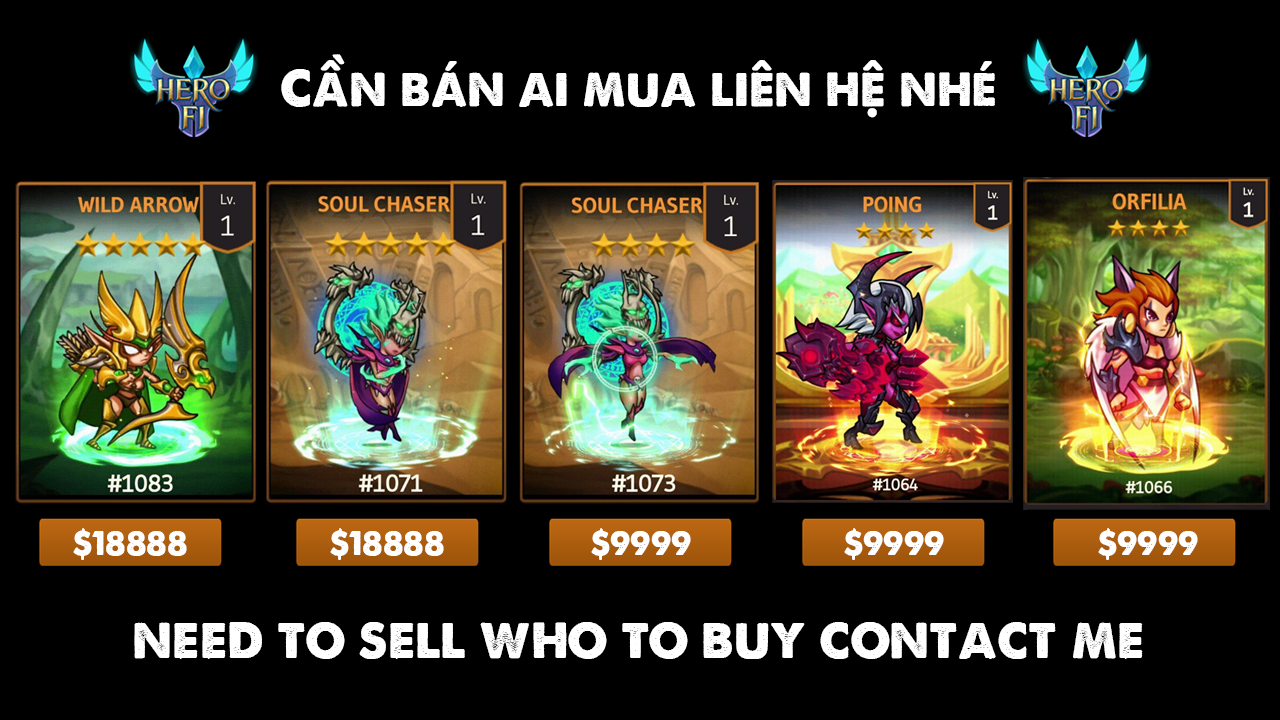 HERO
FI
CẦN BÁN AI MUA LIÊN HỆ NHÉ
HERO
FI
WILD ARROW
Lv.
1
#1083
$18888
SOUL CHASER
Lv.
1
#1071
$18888
SOUL CHASER
Lv.
1
#1073
$9999
POING
Lv.
1
#1064
$9999
ORFILIA
Lv.
1
#1066
$9999
NEED TO SELL WHO TO BUY CONTACT ME